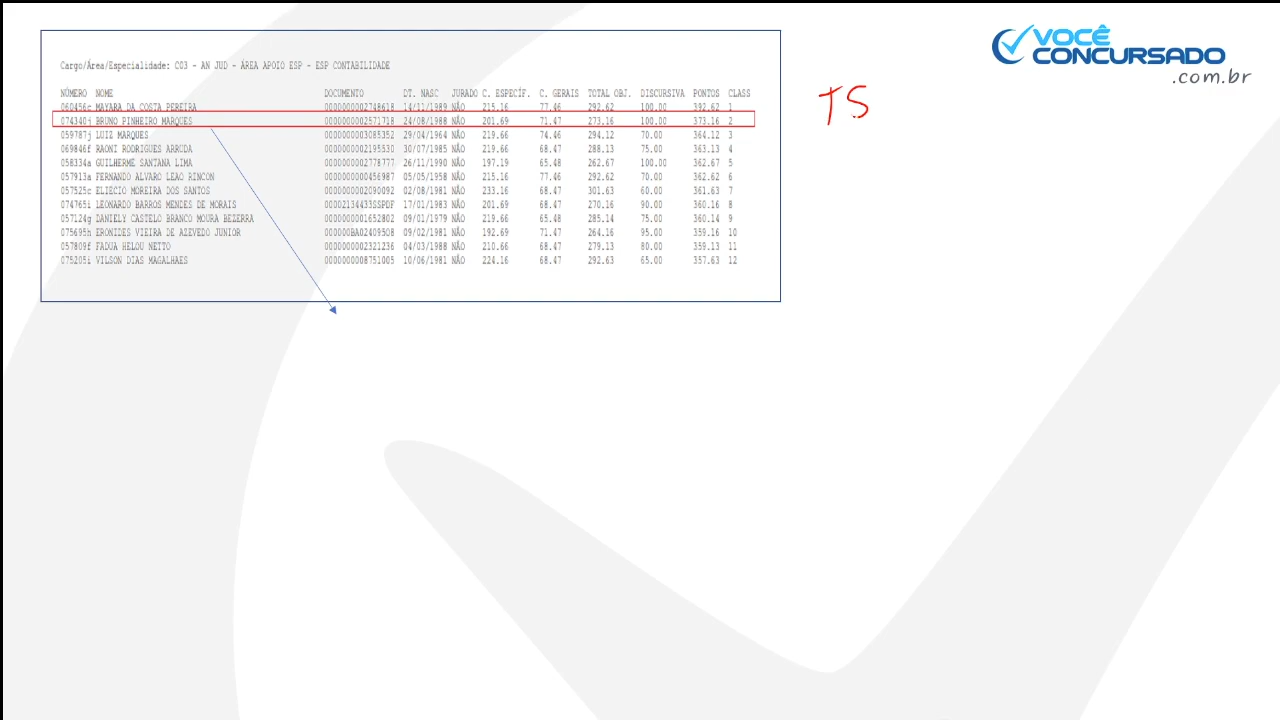 VOCÊ
CONCURSADO
.com.br
Cargo/Área/Especialidade: C03 - AN JUD - ÁREA APOIO ESP - ESP CONTABILIDADE
NÚMERO NOME DOCUMENTO DT. NASC JURADO C. ESPECÍF. C. GERAIS TOTAL OBJ. DISCURSIVA PONTOS CLASS
060456c MAYARA DA COSTA PEREIRA 0000000002748618 14/11/1989 NÃO 215.16 77.46 292.62 100.00 392.62 1
074340j BRUNO PINHEIRO MARQUES 0000000002571718 24/08/1988 NÃO 201.69 71.47 273.16 100.00 373.16 2
059787j LUIZ MARQUES 0000000003085352 29/04/1964 NÃO 219.66 74.46 294.12 70.00 364.12 3
069846f RAONI RODRIGUES ARRUDA 0000000002195530 30/07/1985 NÃO 219.66 68.47 288.13 75.00 363.13 4
058334a GUILHERME SANTANA LIMA 0000000002778777 26/11/1990 NÃO 197.19 65.48 262.67 100.00 362.67 5
057913a FERNANDO ALVARO LEAO RINCON 0000000000456987 05/05/1958 NÃO 215.16 77.46 292.62 70.00 362.62 6
057525c ELIECIO MOREIRA DOS SANTOS 0000000002090092 02/08/1981 NÃO 233.16 68.47 301.63 60.00 361.63 7
074765i LEONARDO BARROS MENDES DE MORAIS 00002134433SSPDF 17/01/1983 NÃO 201.69 68.47 270.16 90.00 360.16 8
057124g DANIELY CASTELO BRANCO MOURA BEZERRA 0000000001652802 09/01/1979 NÃO 219.66 65.48 285.14 75.00 360.14 9
075695h ERONIDES VIEIRA DE AZEVEDO JUNIOR 000000BA02409508 09/02/1981 NÃO 192.69 71.47 264.16 95.00 359.16 10
057809f FADUA HELOU NETTO 0000000002321236 04/03/1988 NÃO 210.66 68.47 279.13 80.00 359.13 11
075205i VILSON DIAS MAGALHAES 0000000008751005 10/06/1981 NÃO 224.16 68.47 292.63 65.00 357.63 12
TS